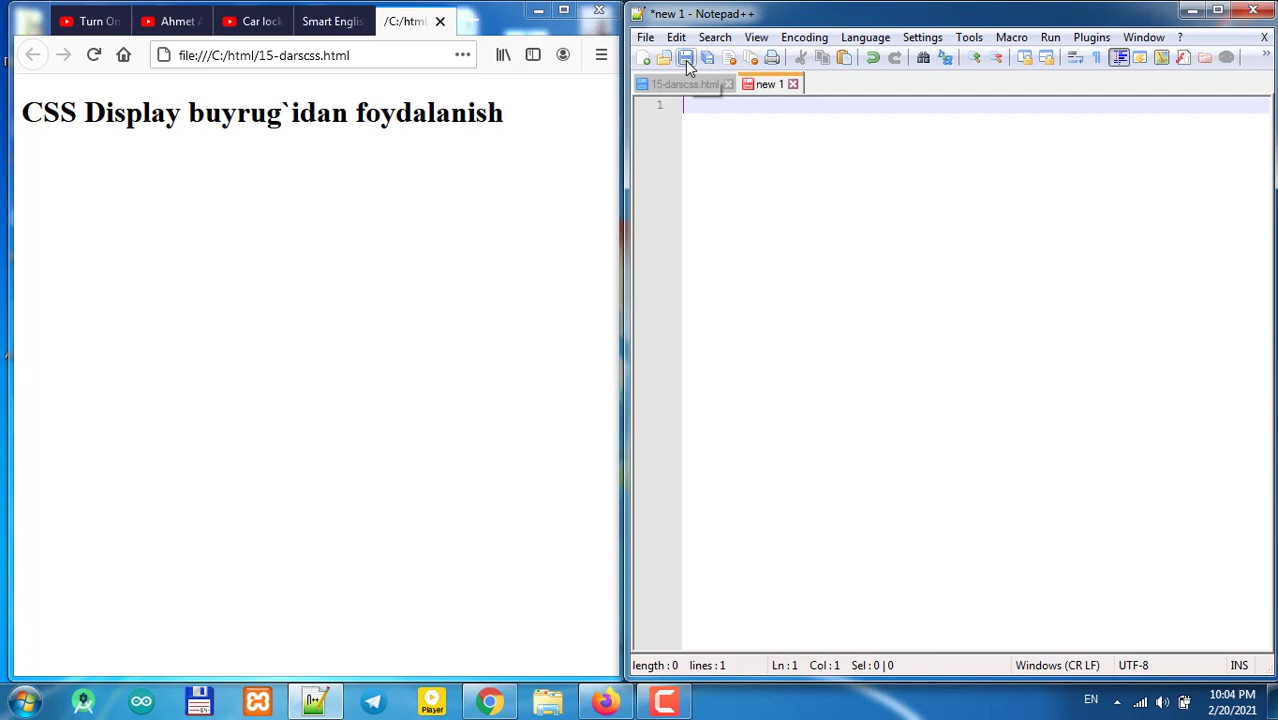 Turn On
Ahmet
Car lock
Smart Englis
/C:/html
file:///C:/html/15-darscss.html
CSS Display buyrug`idan foydalanish
*new 1 - Notepad++
File Edit Search View Encoding Language Settings Tools Macro Run Plugins Window ? X
15-darscss.html
new 1
1
length : 0 lines : 1 Ln : 1 Col : 1 Sel : 0 | 0 Windows (CR LF) UTF-8 INS
Player
EN
10:04 PM
2/20/2021